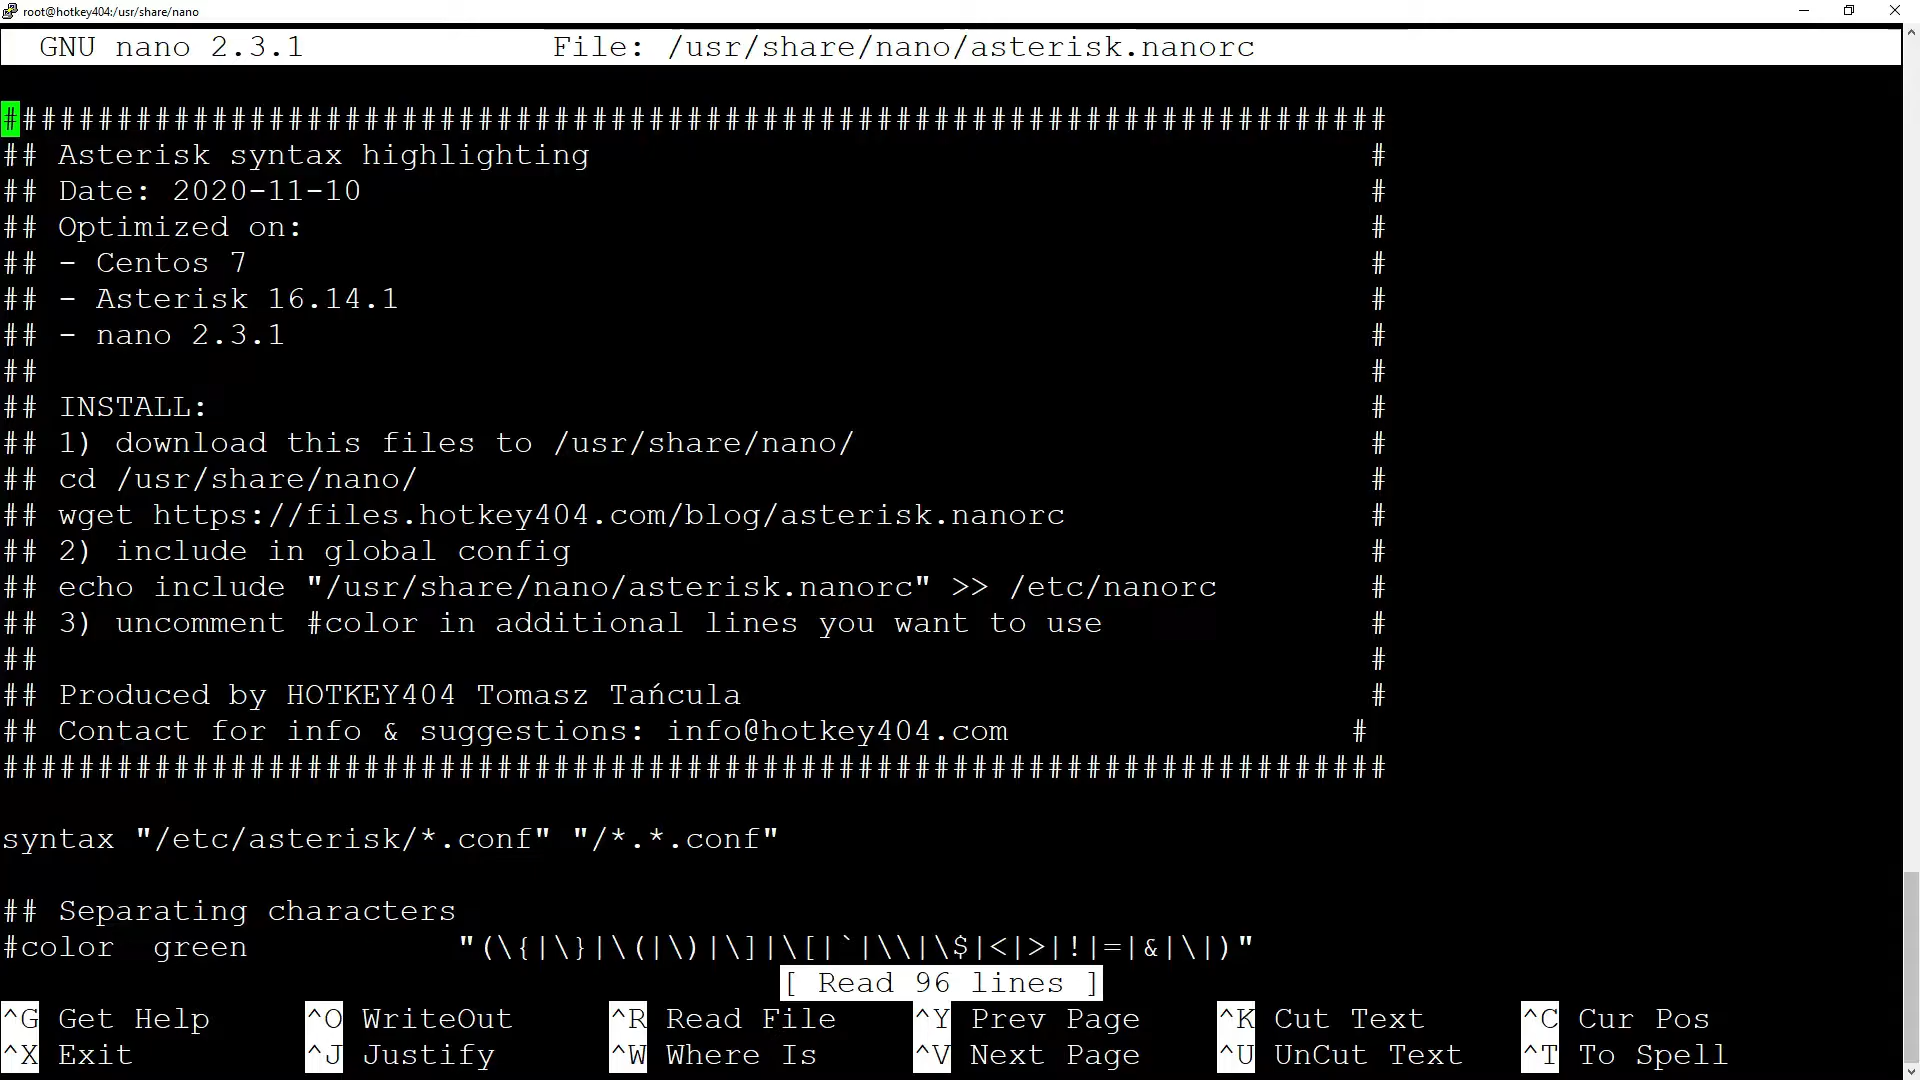 root@hotkey404:/usr/share/nano
GNU nano 2.3.1 File: /usr/share/nano/asterisk.nanorc
#########################################################################
## Asterisk syntax highlighting #
## Date: 2020-11-10 #
## Optimized on: #
## - Centos 7 #
## - Asterisk 16.14.1 #
## - nano 2.3.1 #
## #
## INSTALL: #
## 1) download this files to /usr/share/nano/ #
## cd /usr/share/nano/ #
## wget https://files.hotkey404.com/blog/asterisk.nanorc #
## 2) include in global config #
## echo include "/usr/share/nano/asterisk.nanorc" >> /etc/nanorc #
## 3) uncomment #color in additional lines you want to use #
## #
## Produced by HOTKEY404 Tomasz Tańcula #
## Contact for info & suggestions: info@hotkey404.com #
#########################################################################
syntax "/etc/asterisk/*.conf" "/*.*.conf"
## Separating characters
#color green "(\{|\}|\(|\)|\]|\[|`|\\|\$|<|>|!|=|&|\|)"
[ Read 96 lines ]
^G Get Help ^O WriteOut ^R Read File ^Y Prev Page ^K Cut Text ^C Cur Pos
^X Exit ^J Justify ^W Where Is ^V Next Page ^U UnCut Text ^T To Spell